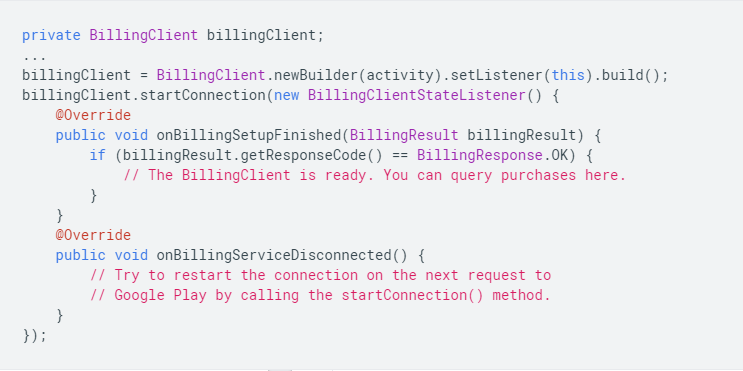 private BillingClient billingClient;
...
billingClient = BillingClient.newBuilder(activity).setListener(this).build();
billingClient.startConnection(new BillingClientStateListener() {
    @Override
    public void onBillingSetupFinished(BillingResult billingResult) {
        if (billingResult.getResponseCode() == BillingResponse.OK) {
            // The BillingClient is ready. You can query purchases here.
        }
    }
    @Override
    public void onBillingServiceDisconnected() {
        // Try to restart the connection on the next request to
        // Google Play by calling the startConnection() method.
    }
});